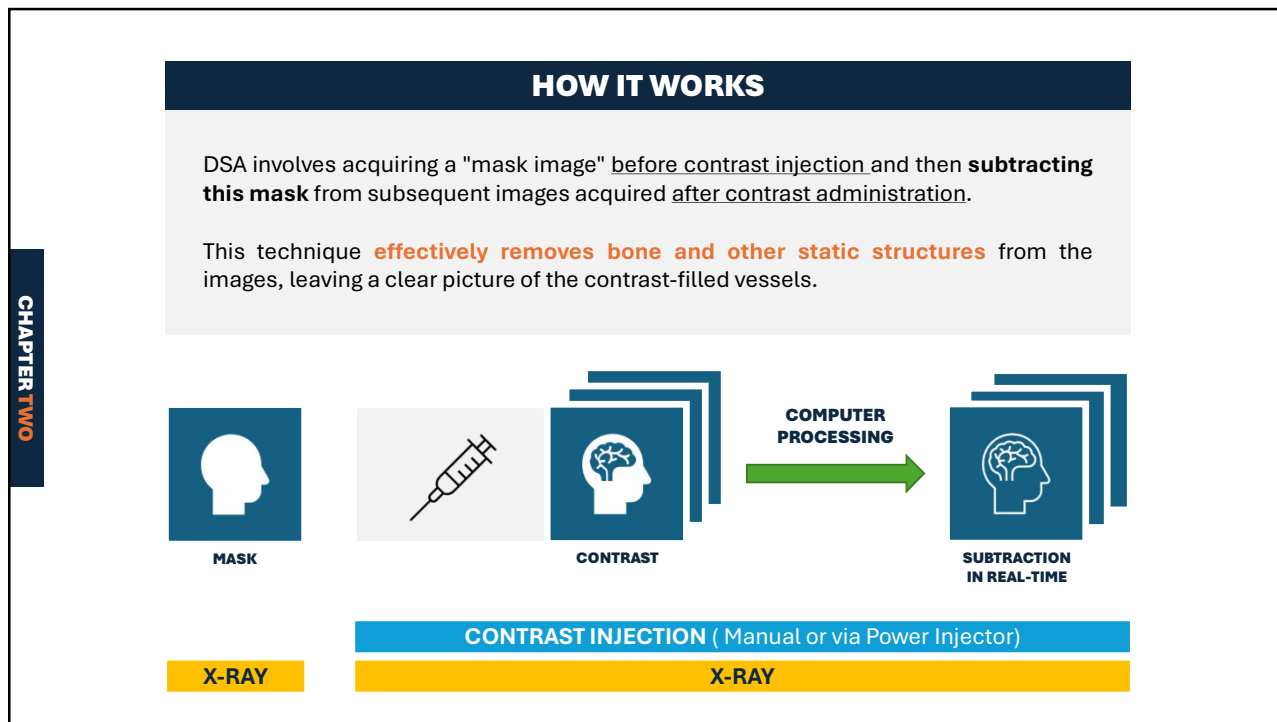 HOW IT WORKS
DSA involves acquiring a "mask image" before contrast injection and then subtracting
this mask from subsequent images acquired after contrast administration.
This technique effectively removes bone and other static structures from the
images, leaving a clear picture of the contrast-filled vessels.
CHAPTER TWO
COMPUTER
PROCESSING
MASK
CONTRAST
SUBTRACTION
IN REAL-TIME
CONTRAST INJECTION ( Manual or via Power Injector)
X-RAY
X-RAY